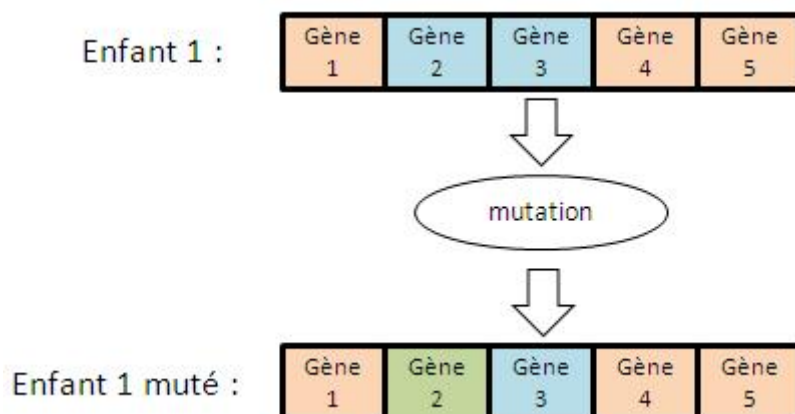 Enfant 1 :
Gène 1
Gène 2
Gène 3
Gène 4
Gène 5
mutation
Enfant 1 muté :
Gène 1
Gène 2
Gène 3
Gène 4
Gène 5